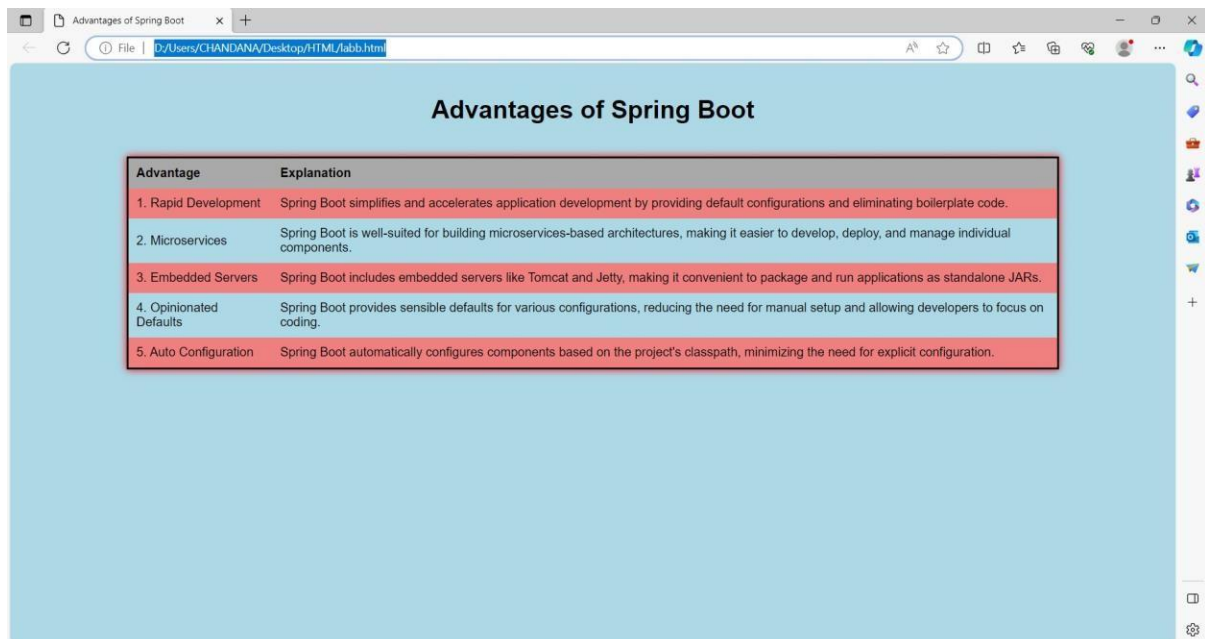 Advantages of Spring Boot
File
D:/Users/CHANDANA/Desktop/HTML/labb.html
Advantages of Spring Boot
Advantage Explanation
1. Rapid Development Spring Boot simplifies and accelerates application development by providing default configurations and eliminating boilerplate code.
2. Microservices Spring Boot is well-suited for building microservices-based architectures, making it easier to develop, deploy, and manage individual
components.
3. Embedded Servers Spring Boot includes embedded servers like Tomcat and Jetty, making it convenient to package and run applications as standalone JARs.
4. Opinionated Spring Boot provides sensible defaults for various configurations, reducing the need for manual setup and allowing developers to focus on
Defaults coding.
5. Auto Configuration Spring Boot automatically configures components based on the project's classpath, minimizing the need for explicit configuration.